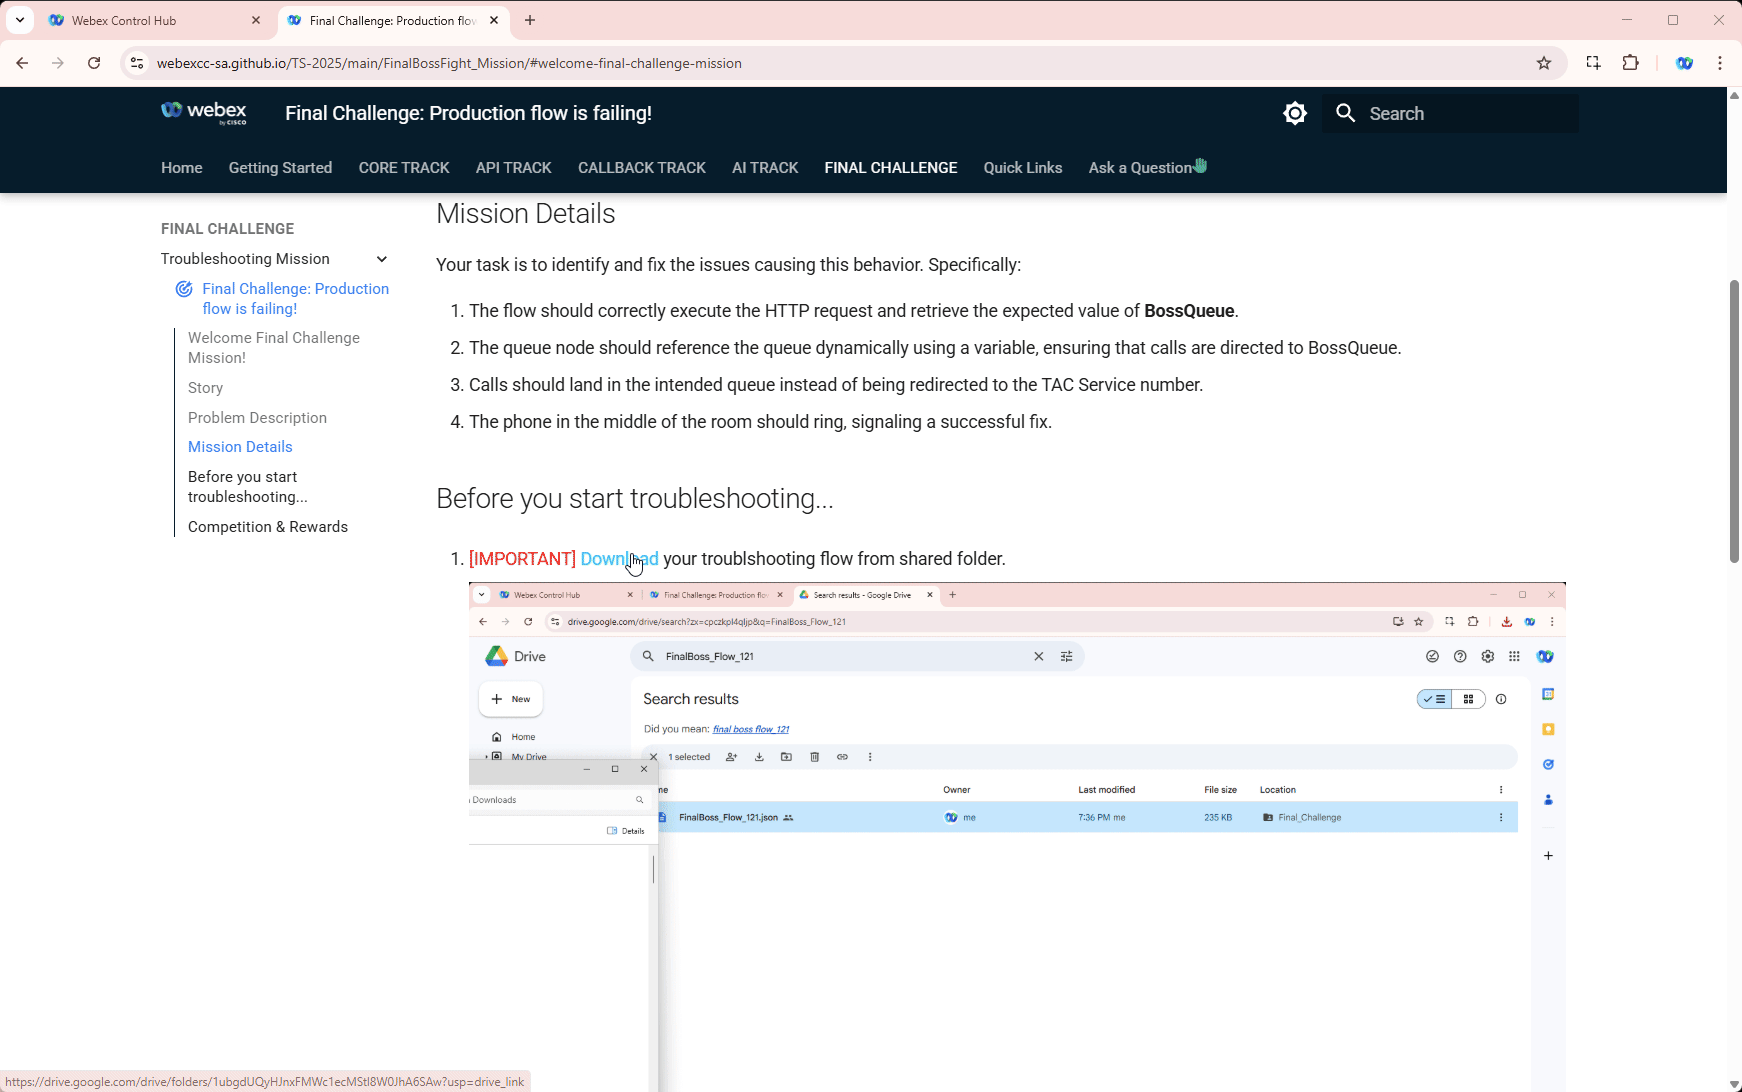 Webex Control Hub
Final Challenge: Production flow
webexcc-sa.github.io/TS-2025/main/FinalBossFight_Mission/#welcome-final-challenge-mission
webex
by CISCO
Final Challenge: Production flow is failing!
Search
Home
Getting Started
CORE TRACK
API TRACK
CALLBACK TRACK
AI TRACK
FINAL CHALLENGE
Quick Links
Ask a Question
FINAL CHALLENGE
Troubleshooting Mission
Final Challenge: Production
flow is failing!
Welcome Final Challenge
Mission!
Story
Problem Description
Mission Details
Before you start
troubleshooting...
Competition & Rewards
Mission Details
Your task is to identify and fix the issues causing this behavior. Specifically:
1. The flow should correctly execute the HTTP request and retrieve the expected value of BossQueue.
2. The queue node should reference the queue dynamically using a variable, ensuring that calls are directed to BossQueue.
3. Calls should land in the intended queue instead of being redirected to the TAC Service number.
4. The phone in the middle of the room should ring, signaling a successful fix.
Before you start troubleshooting...
1. [IMPORTANT] Download your troublshooting flow from shared folder.
Webex Control Hub
Final Challenge: Production flo
Search results - Google Drive
drive.google.com/drive/search?zx=cpczkpl4qljp&q=FinalBoss_Flow_121
Drive
FinalBoss_Flow_121
New
Home
My Drive
Search results
Did you mean: final boss flow_121
1 selected
Downloads
Details
me
Owner
Last modified
File size
Location
FinalBoss_Flow_121.json
me
7:36 PM me
235 KB
Final_Challenge
https://drive.google.com/drive/folders/1ubgdUQyHJnxFMWc1ecMStI8W0JhA6SAw?usp=drive_link